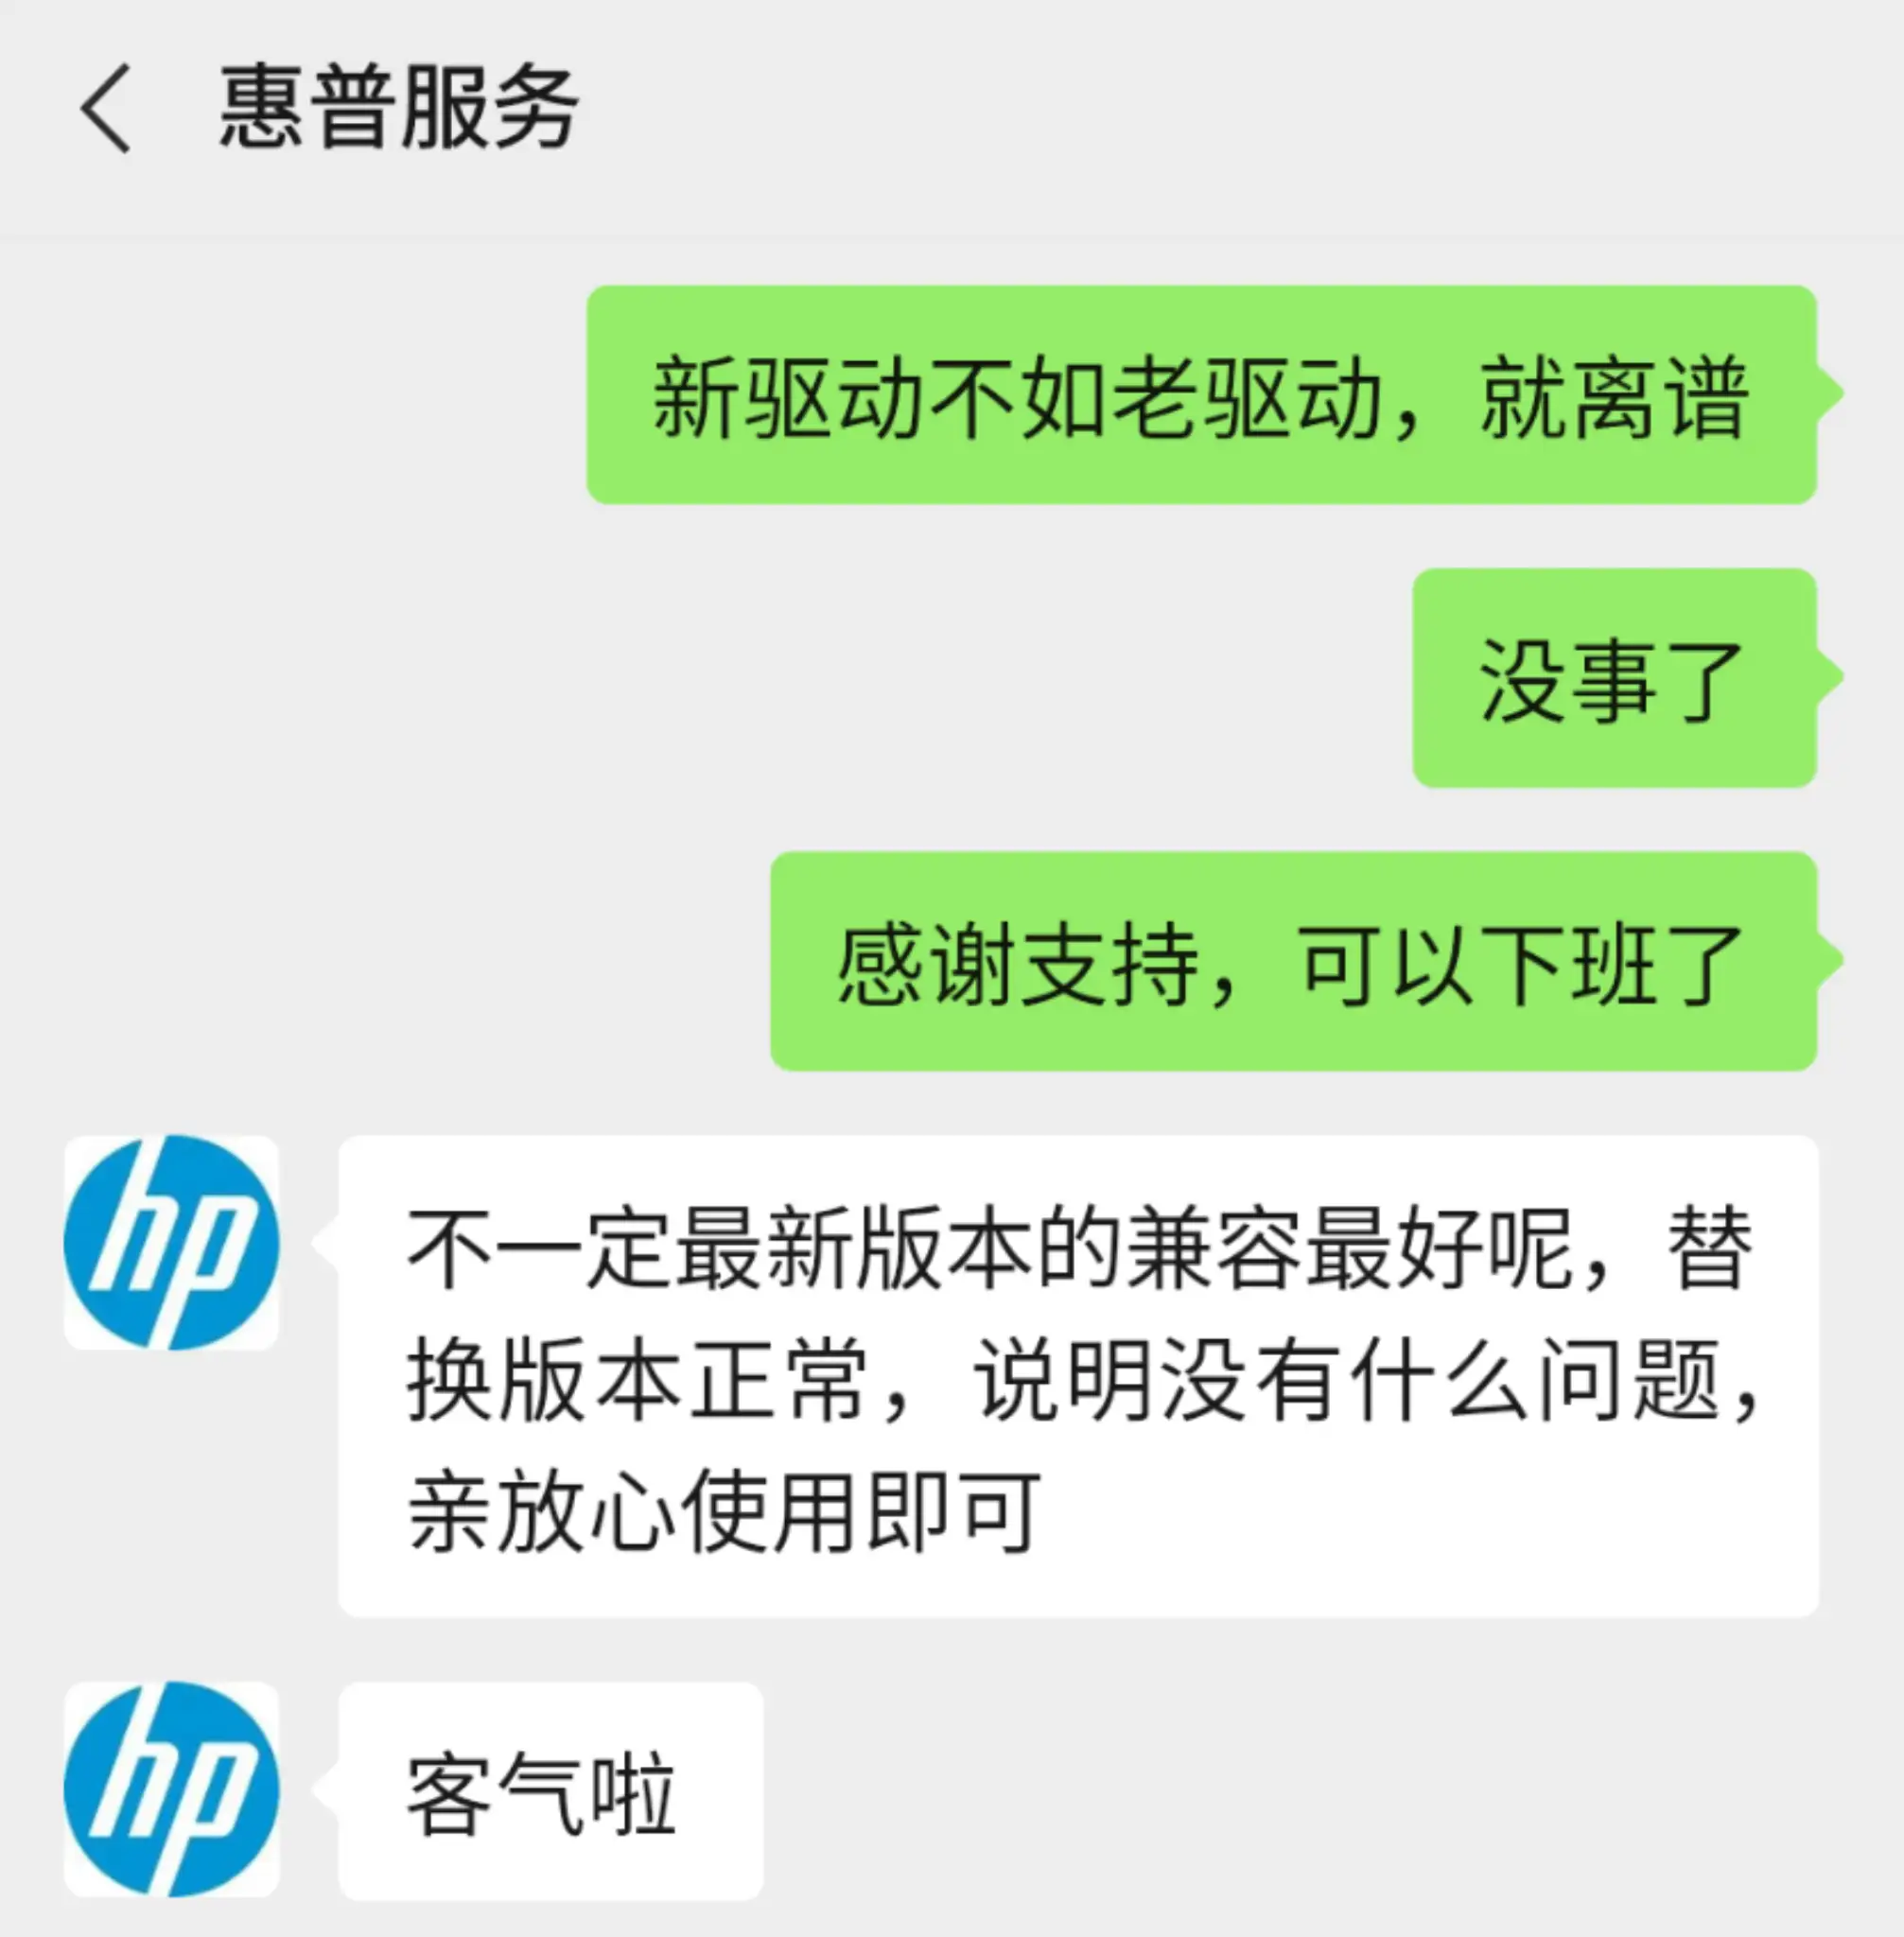 惠普服务
新驱动不如老驱动，就离谱
没事了
感谢支持，可以下班了
hp
不一定最新版本的兼容最好呢，替
换版本正常，说明没有什么问题，
亲放心使用即可
hp
客气啦